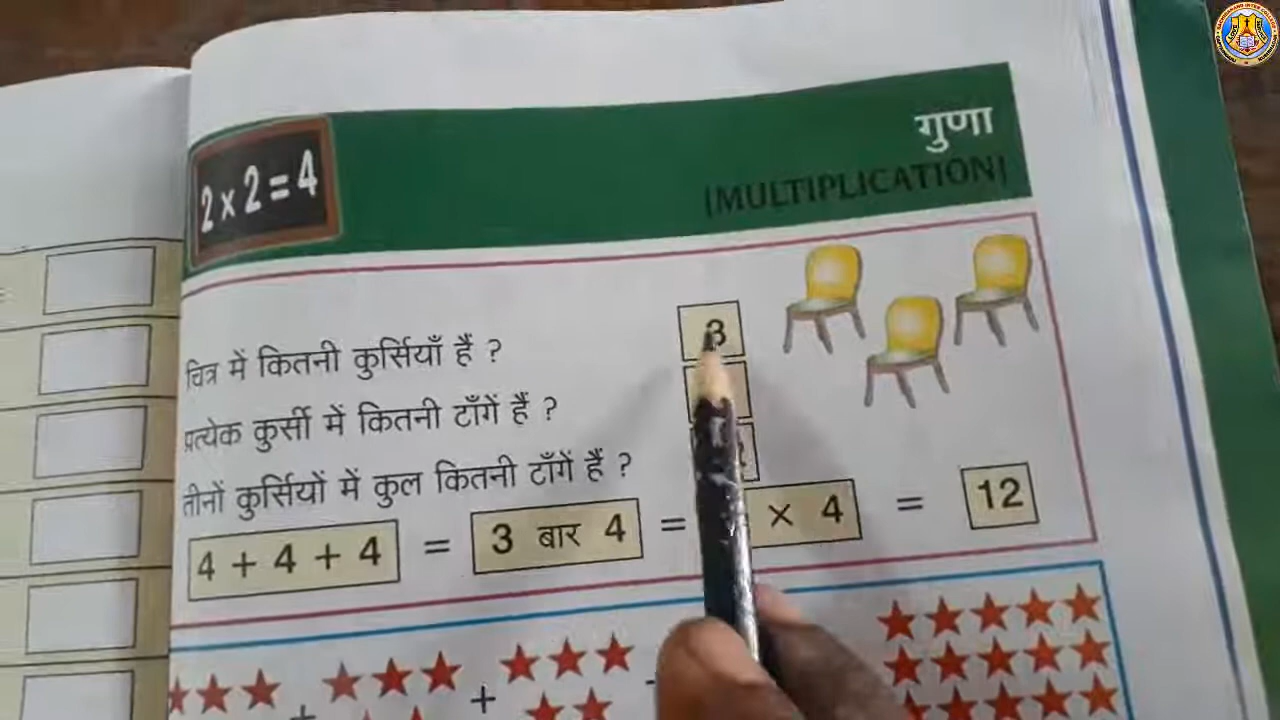 2 x 2 = 4
गुणा
(MULTIPLICATION)
चित्र में कितनी कुर्सियाँ हैं ? 3
प्रत्येक कुर्सी में कितनी टाँगें हैं ?
तीनों कुर्सियों में कुल कितनी टाँगें हैं ?
4 + 4 + 4 = 3 बार 4 = × 4 = 12
+ +